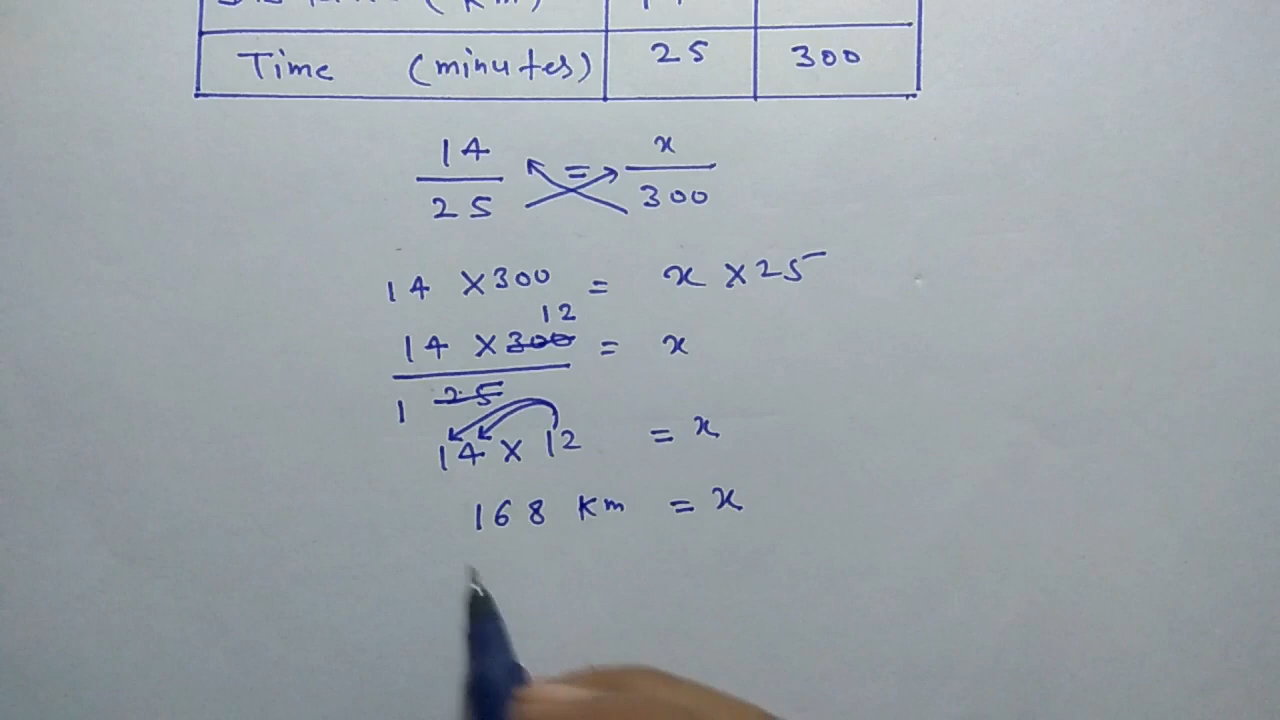 (Km)
Time (minutes) 25 300
14 = x
25 300
14 × 300 = x × 25
12
14 × 300 = x
1 25
14 × 12 = x
168 Km = x